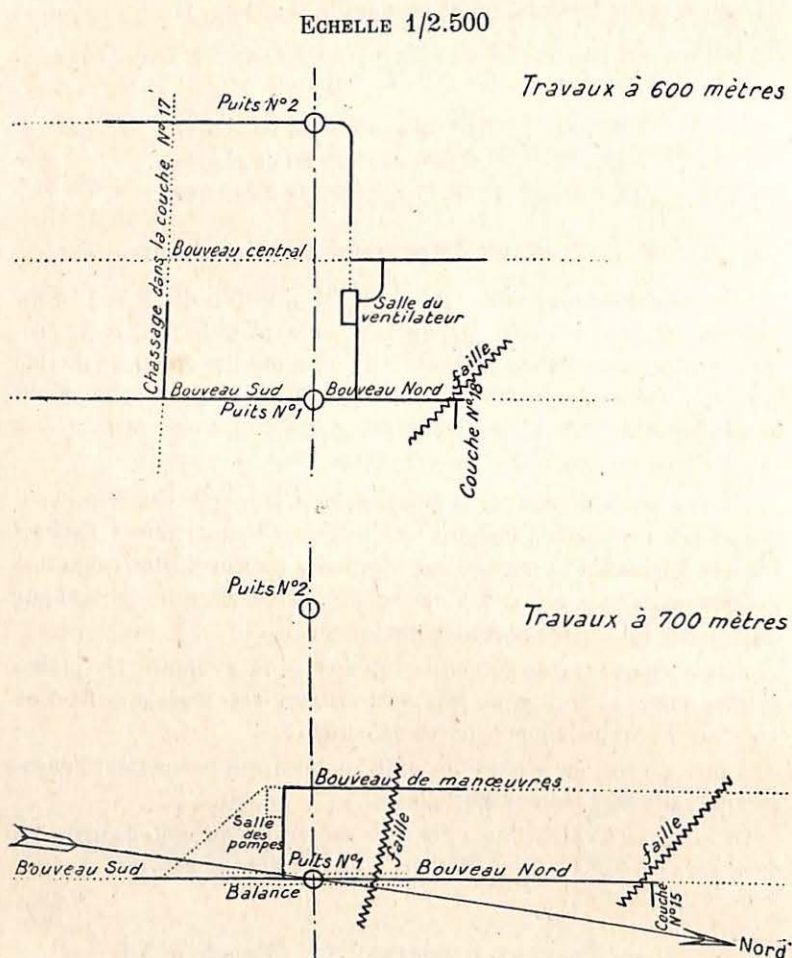 ECHELLE 1/2.500
Travaux à 600 mètres
Puits N°2
Chassage dans la couche N° 17
Bouveau central
Salle du
ventilateur
faille
Bouveau Sud
Bouveau Nord
Puits N°1
Couche N°18
Puits N°2
Travaux à 700 mètres
Bouveau de manœuvres
Salle
des
pompes
faille
faille
Puits N°1
Bouveau Sud
Bouveau Nord
Balance
Couche
N°15
Nord